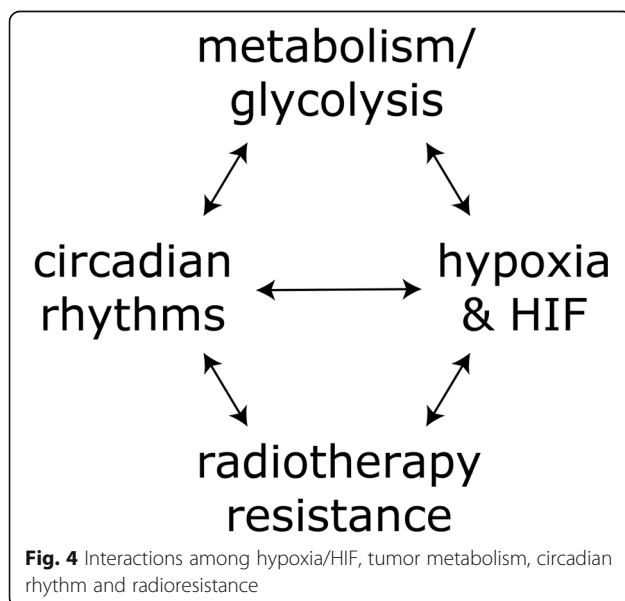 metabolism/
glycolysis
circadian
rhythms
hypoxia
& HIF
radiotherapy
resistance
Fig. 4 Interactions among hypoxia/HIF, tumor metabolism, circadian
rhythm and radioresistance